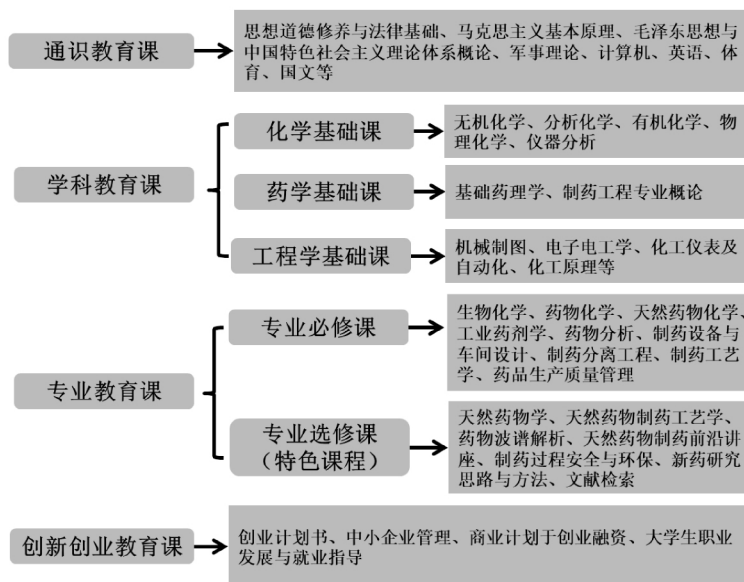 通识教育课
思想道德修养与法律基础、马克思主义基本原理、毛泽东思想与
中国特色社会主义理论体系概论、军事理论、计算机、英语、体
育、国文等
学科教育课
化学基础课
无机化学、分析化学、有机化学、物
理化学、仪器分析
药学基础课
基础药理学、制药工程专业概论
工程学基础课
机械制图、电子电工学、化工仪表及
自动化、化工原理等
专业教育课
专业必修课
生物化学、药物化学、天然药物化学、
工业药剂学、药物分析、制药设备与
车间设计、制药分离工程、制药工艺
学、药品生产质量管理
专业选修课
（特色课程）
天然药物学、天然药物制药工艺学、
药物波谱解析、天然药物制药前沿讲
座、制药过程安全与环保、新药研究
思路与方法、文献检索
创新创业教育课
创业计划书、中小企业管理、商业计划于创业融资、大学生职业
发展与就业指导